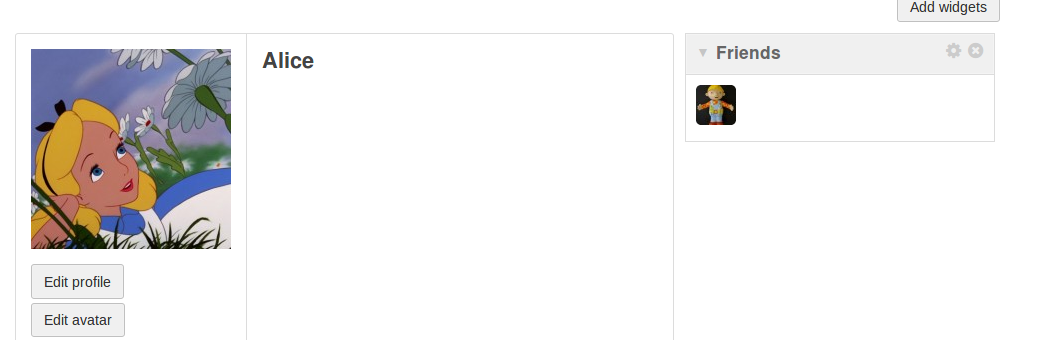 Add widgets
Alice
Friends
Edit profile
Edit avatar